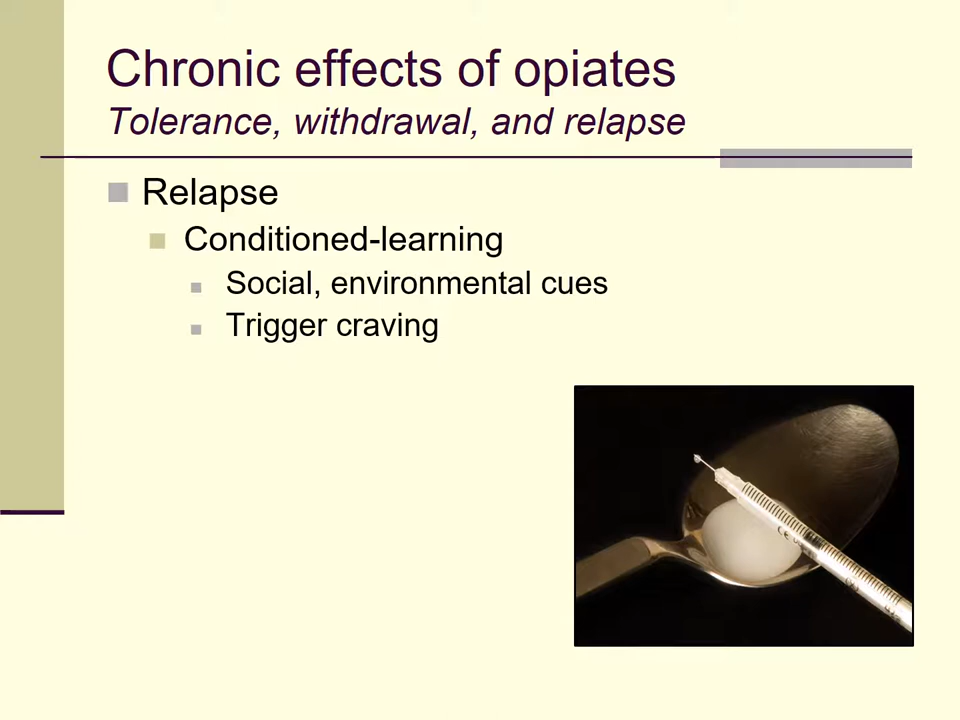 Chronic effects of opiates
Tolerance, withdrawal, and relapse
Relapse
Conditioned-learning
Social, environmental cues
Trigger craving